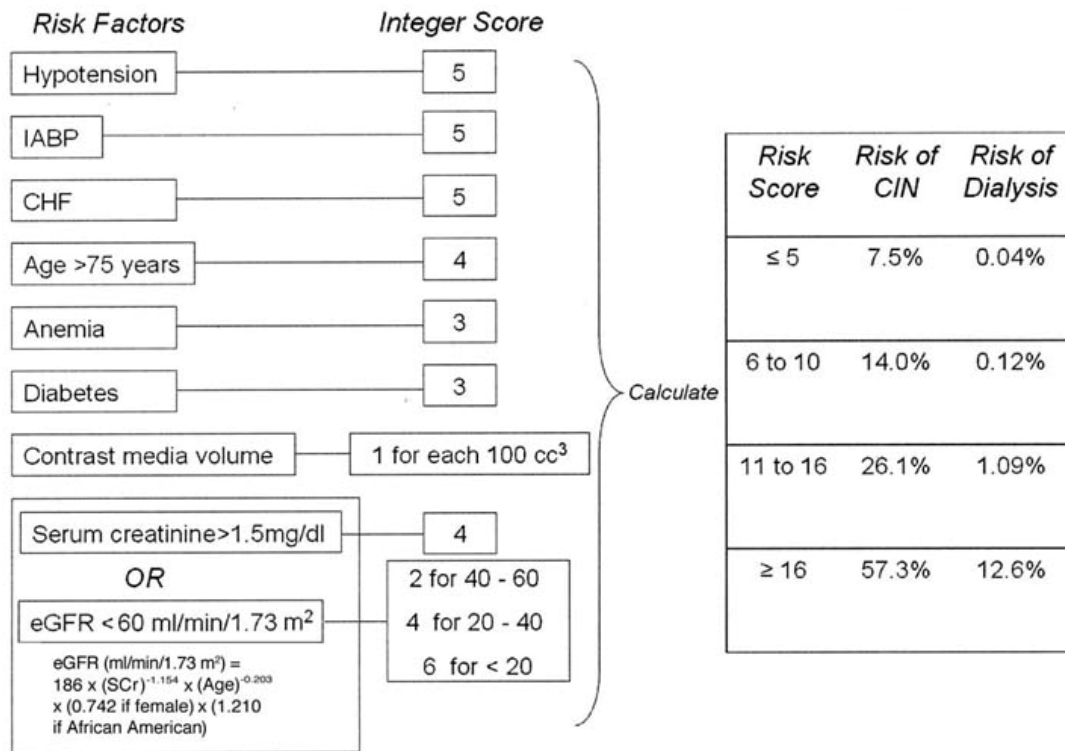 Risk Factors Integer Score
Hypotension 5
IABP 5
CHF 5
Age >75 years 4
Anemia 3
Diabetes 3
Contrast media volume 1 for each 100 cc³
Serum creatinine>1.5mg/dl 4
OR
eGFR <60 ml/min/1.73 m²
2 for 40 - 60
4 for 20 - 40
6 for < 20
eGFR (ml/min/1.73 m²) =
186 x (SCr)⁻¹·¹⁵⁴ x (Age)⁻⁰·²⁰³
x (0.742 if female) x (1.210
if African American)
Calculate
Risk Score Risk of CIN Risk of Dialysis
≤ 5 7.5% 0.04%
6 to 10 14.0% 0.12%
11 to 16 26.1% 1.09%
≥ 16 57.3% 12.6%